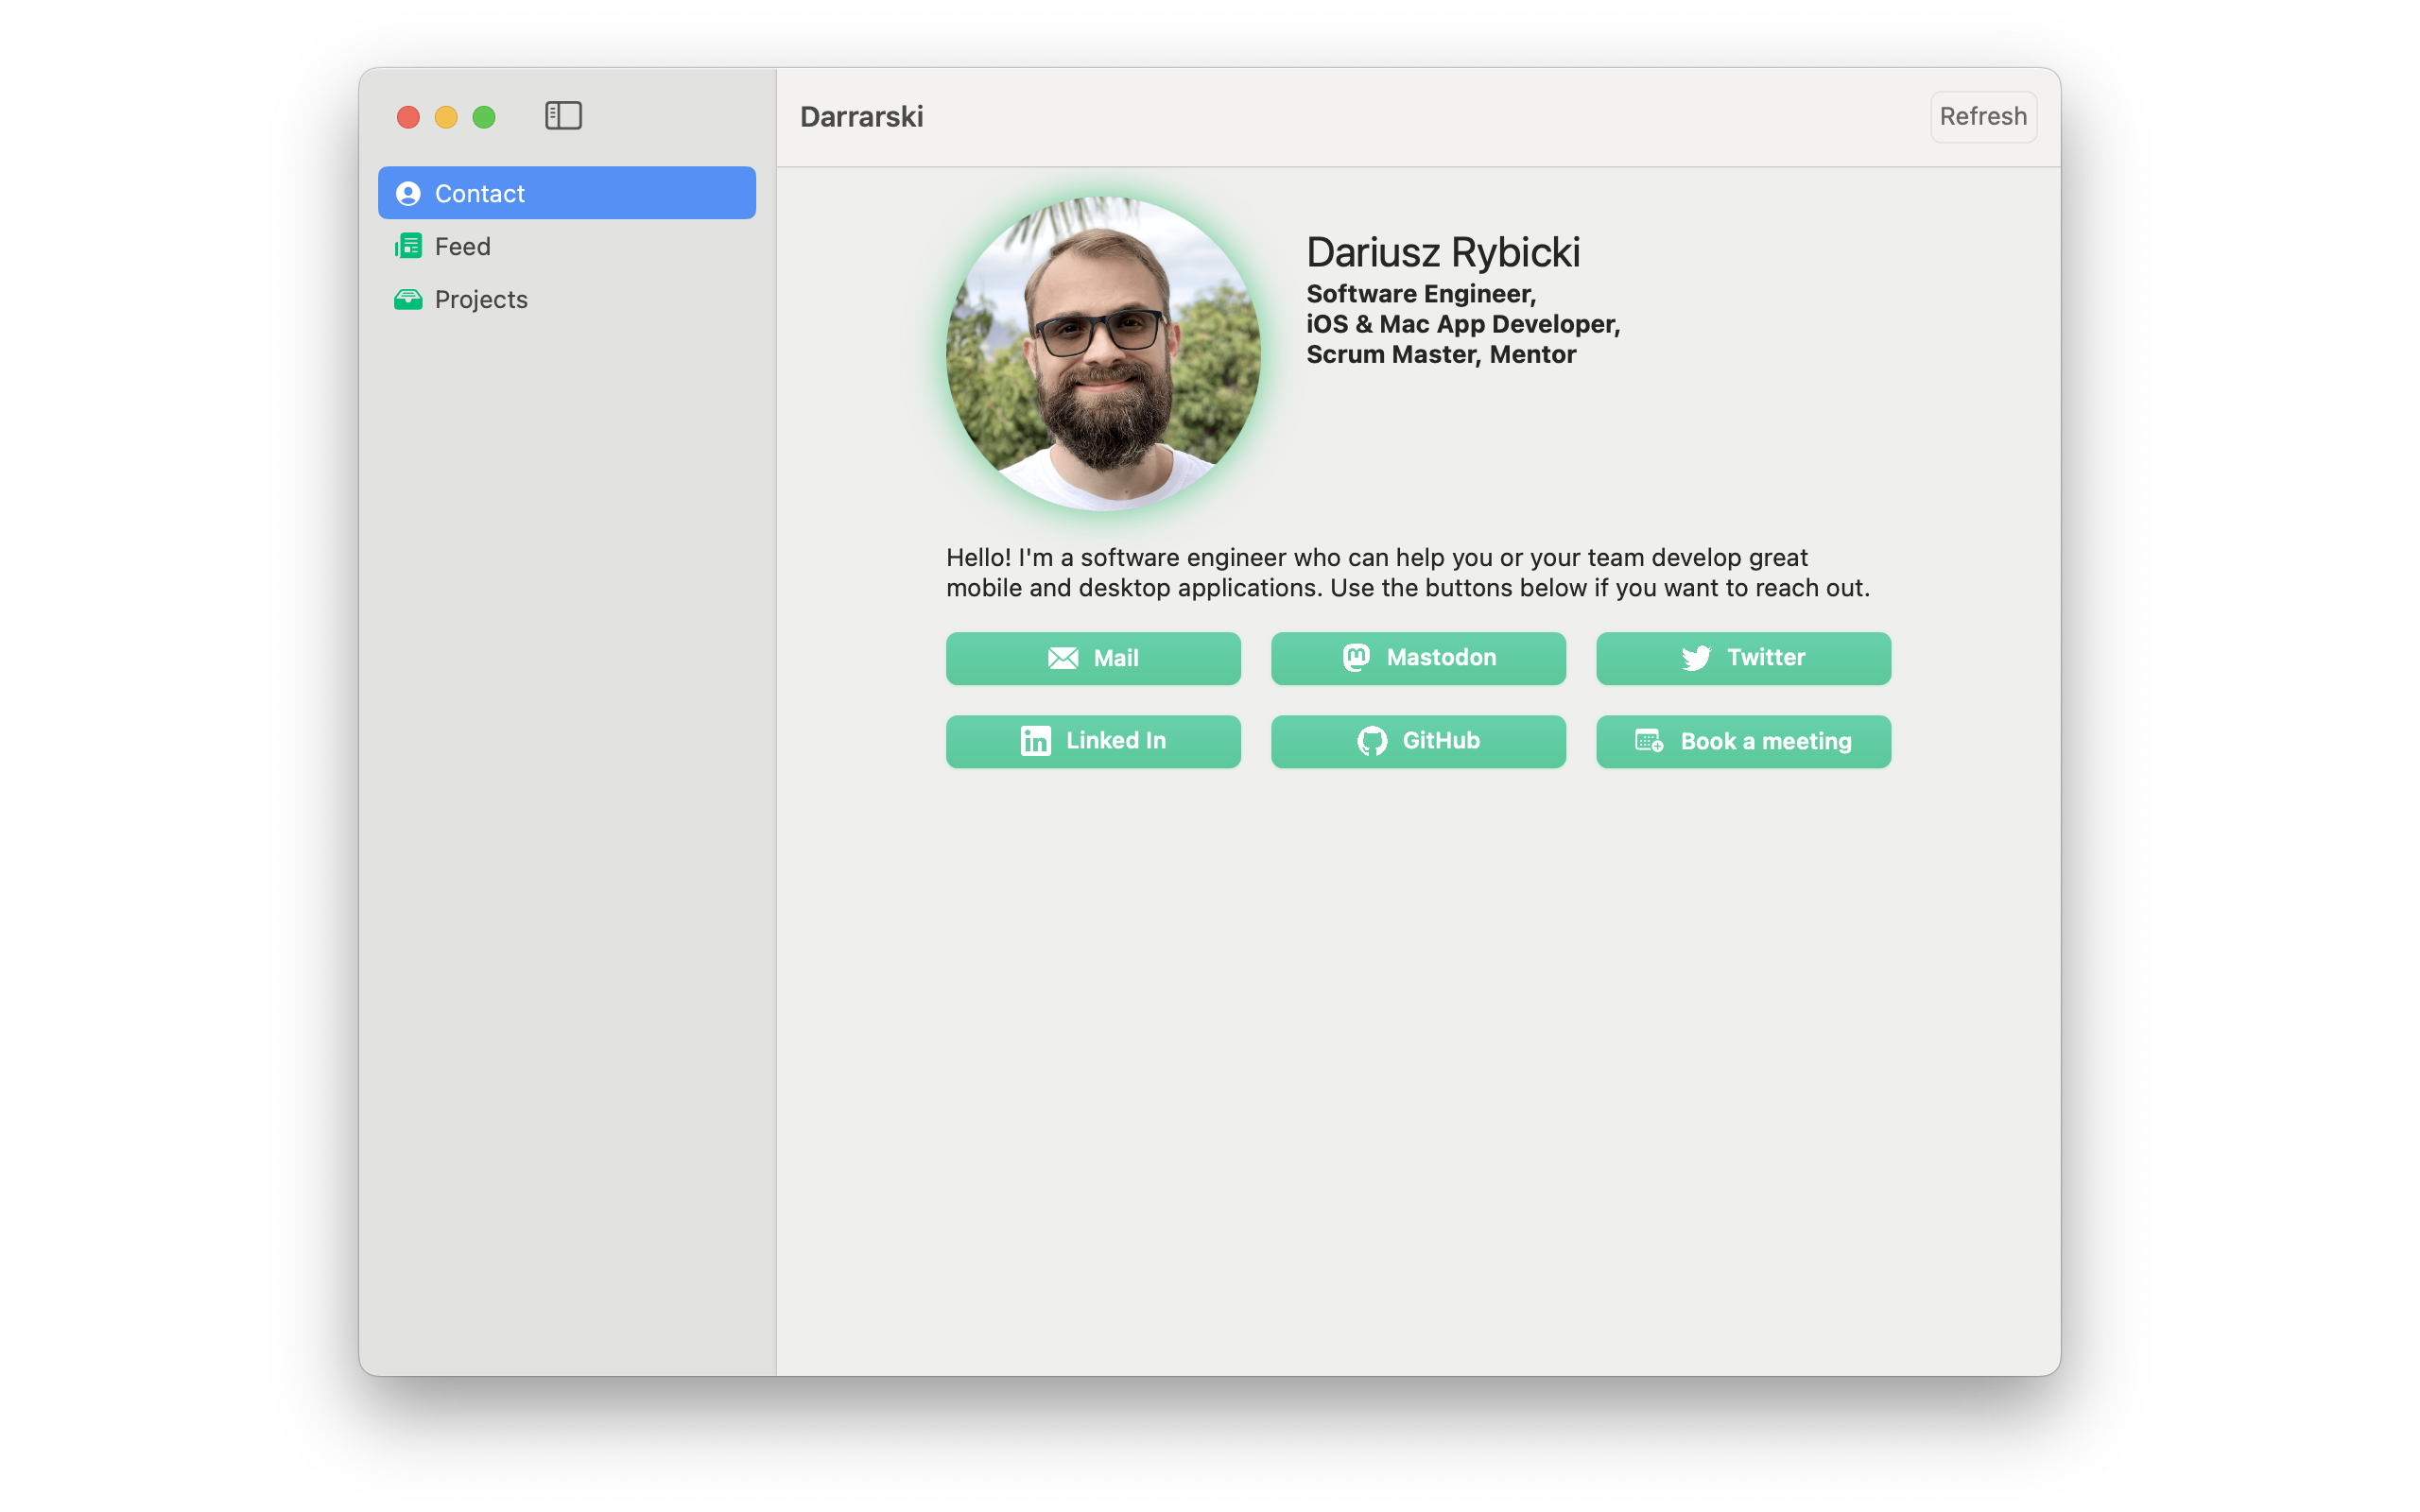 Darrarski
Refresh
Contact
Feed
Projects
Dariusz Rybicki
Software Engineer,
iOS & Mac App Developer,
Scrum Master, Mentor
Hello! I'm a software engineer who can help you or your team develop great
mobile and desktop applications. Use the buttons below if you want to reach out.
Mail
Mastodon
Twitter
Linked In
GitHub
Book a meeting